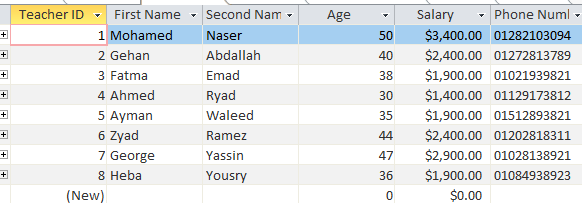 Teacher ID First Name Second Nam Age Salary Phone Numl
1 Mohamed Naser 50 $3,400.00 01282103094
2 Gehan Abdallah 40 $2,400.00 01272813789
3 Fatma Emad 38 $1,900.00 01021939821
4 Ahmed Ryad 30 $1,400.00 01129173812
5 Ayman Waleed 35 $1,900.00 01512893821
6 Zyad Ramez 44 $2,400.00 01202818311
7 George Yassin 47 $2,900.00 01028138921
8 Heba Yousry 36 $1,900.00 01084938923
(New) 0 $0.00